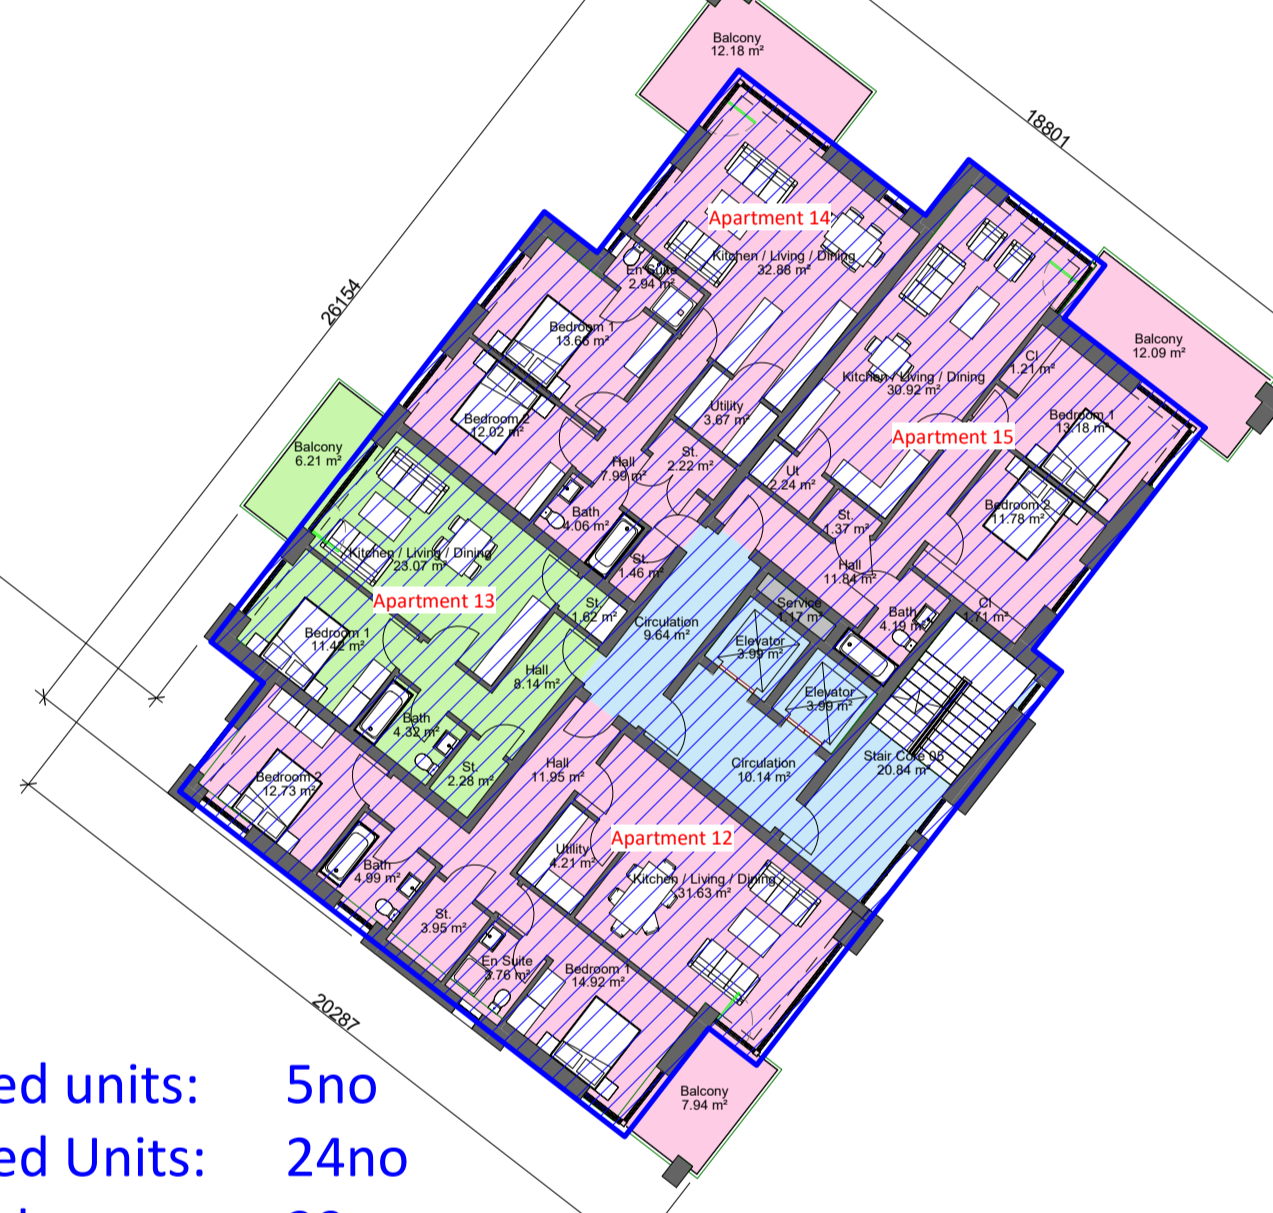 Balcony
12.18 m²
18801
26154
Apartment 14
Kitchen / Living / Dining
32.88 m²
En Suite
2.94 m²
Bedroom 1
13.66 m²
Bedroom 2
12.02 m²
Utility
3.67 m²
Hall
7.99 m²
St.
2.22 m²
Bath
4.06 m²
St.
1.46 m²
Balcony
12.09 m²
Cl
1.21 m²
Kitchen / Living / Dining
30.92 m²
Apartment 15
Bedroom 1
13.18 m²
Bedroom 2
11.78 m²
Ut
2.24 m²
St.
1.37 m²
Hall
11.84 m²
Bath
4.19 m²
Cl
1.71 m²
Balcony
6.21 m²
Kitchen / Living / Dining
23.07 m²
Apartment 13
Bedroom 1
11.42 m²
St.
1.62 m²
Hall
8.14 m²
Bath
4.32 m²
St.
2.28 m²
Circulation
9.64 m²
Service
1.17 m²
Elevator
3.99 m²
Elevator
3.99 m²
Circulation
10.14 m²
Stair Core 05
20.84 m²
Hall
11.95 m²
Bedroom 2
12.73 m²
Apartment 12
Utility
4.21 m²
Kitchen / Living / Dining
31.63 m²
Bath
4.99 m²
St.
3.95 m²
En Suite
3.76 m²
Bedroom 1
14.92 m²
Balcony
7.94 m²
20287
ed units: 5no
ed Units: 24no